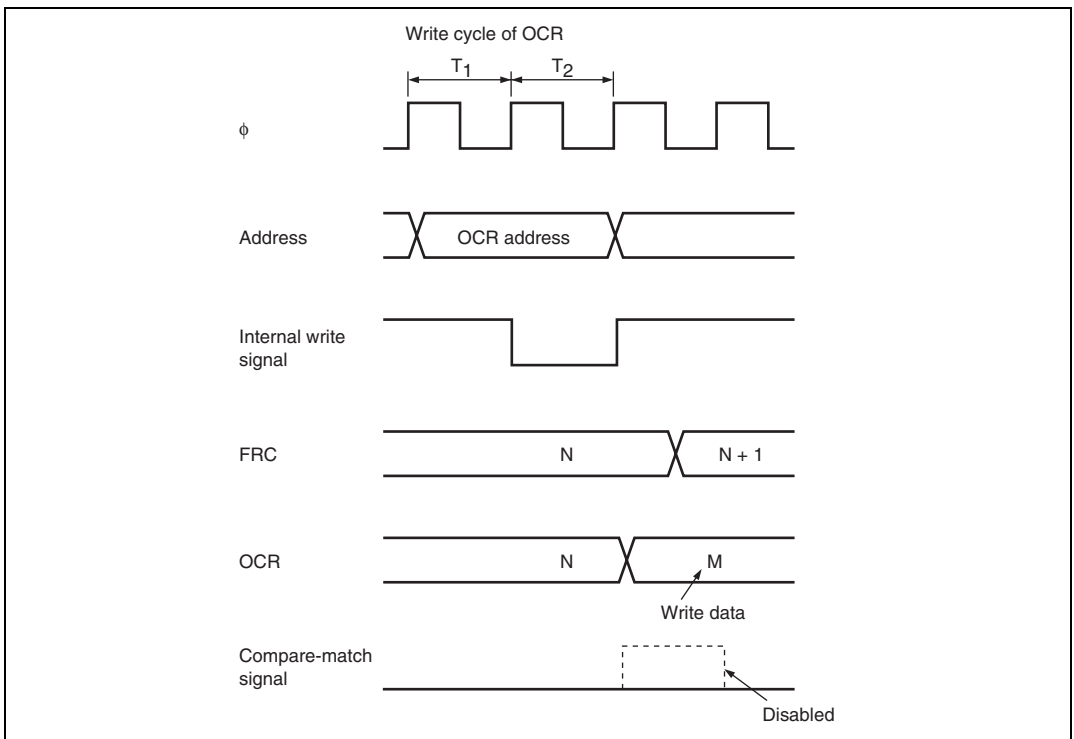 Write cycle of OCR
T1 T2
ϕ
Address
OCR address
Internal write
signal
FRC
N
N + 1
OCR
N
M
Write data
Compare-match
signal
Disabled